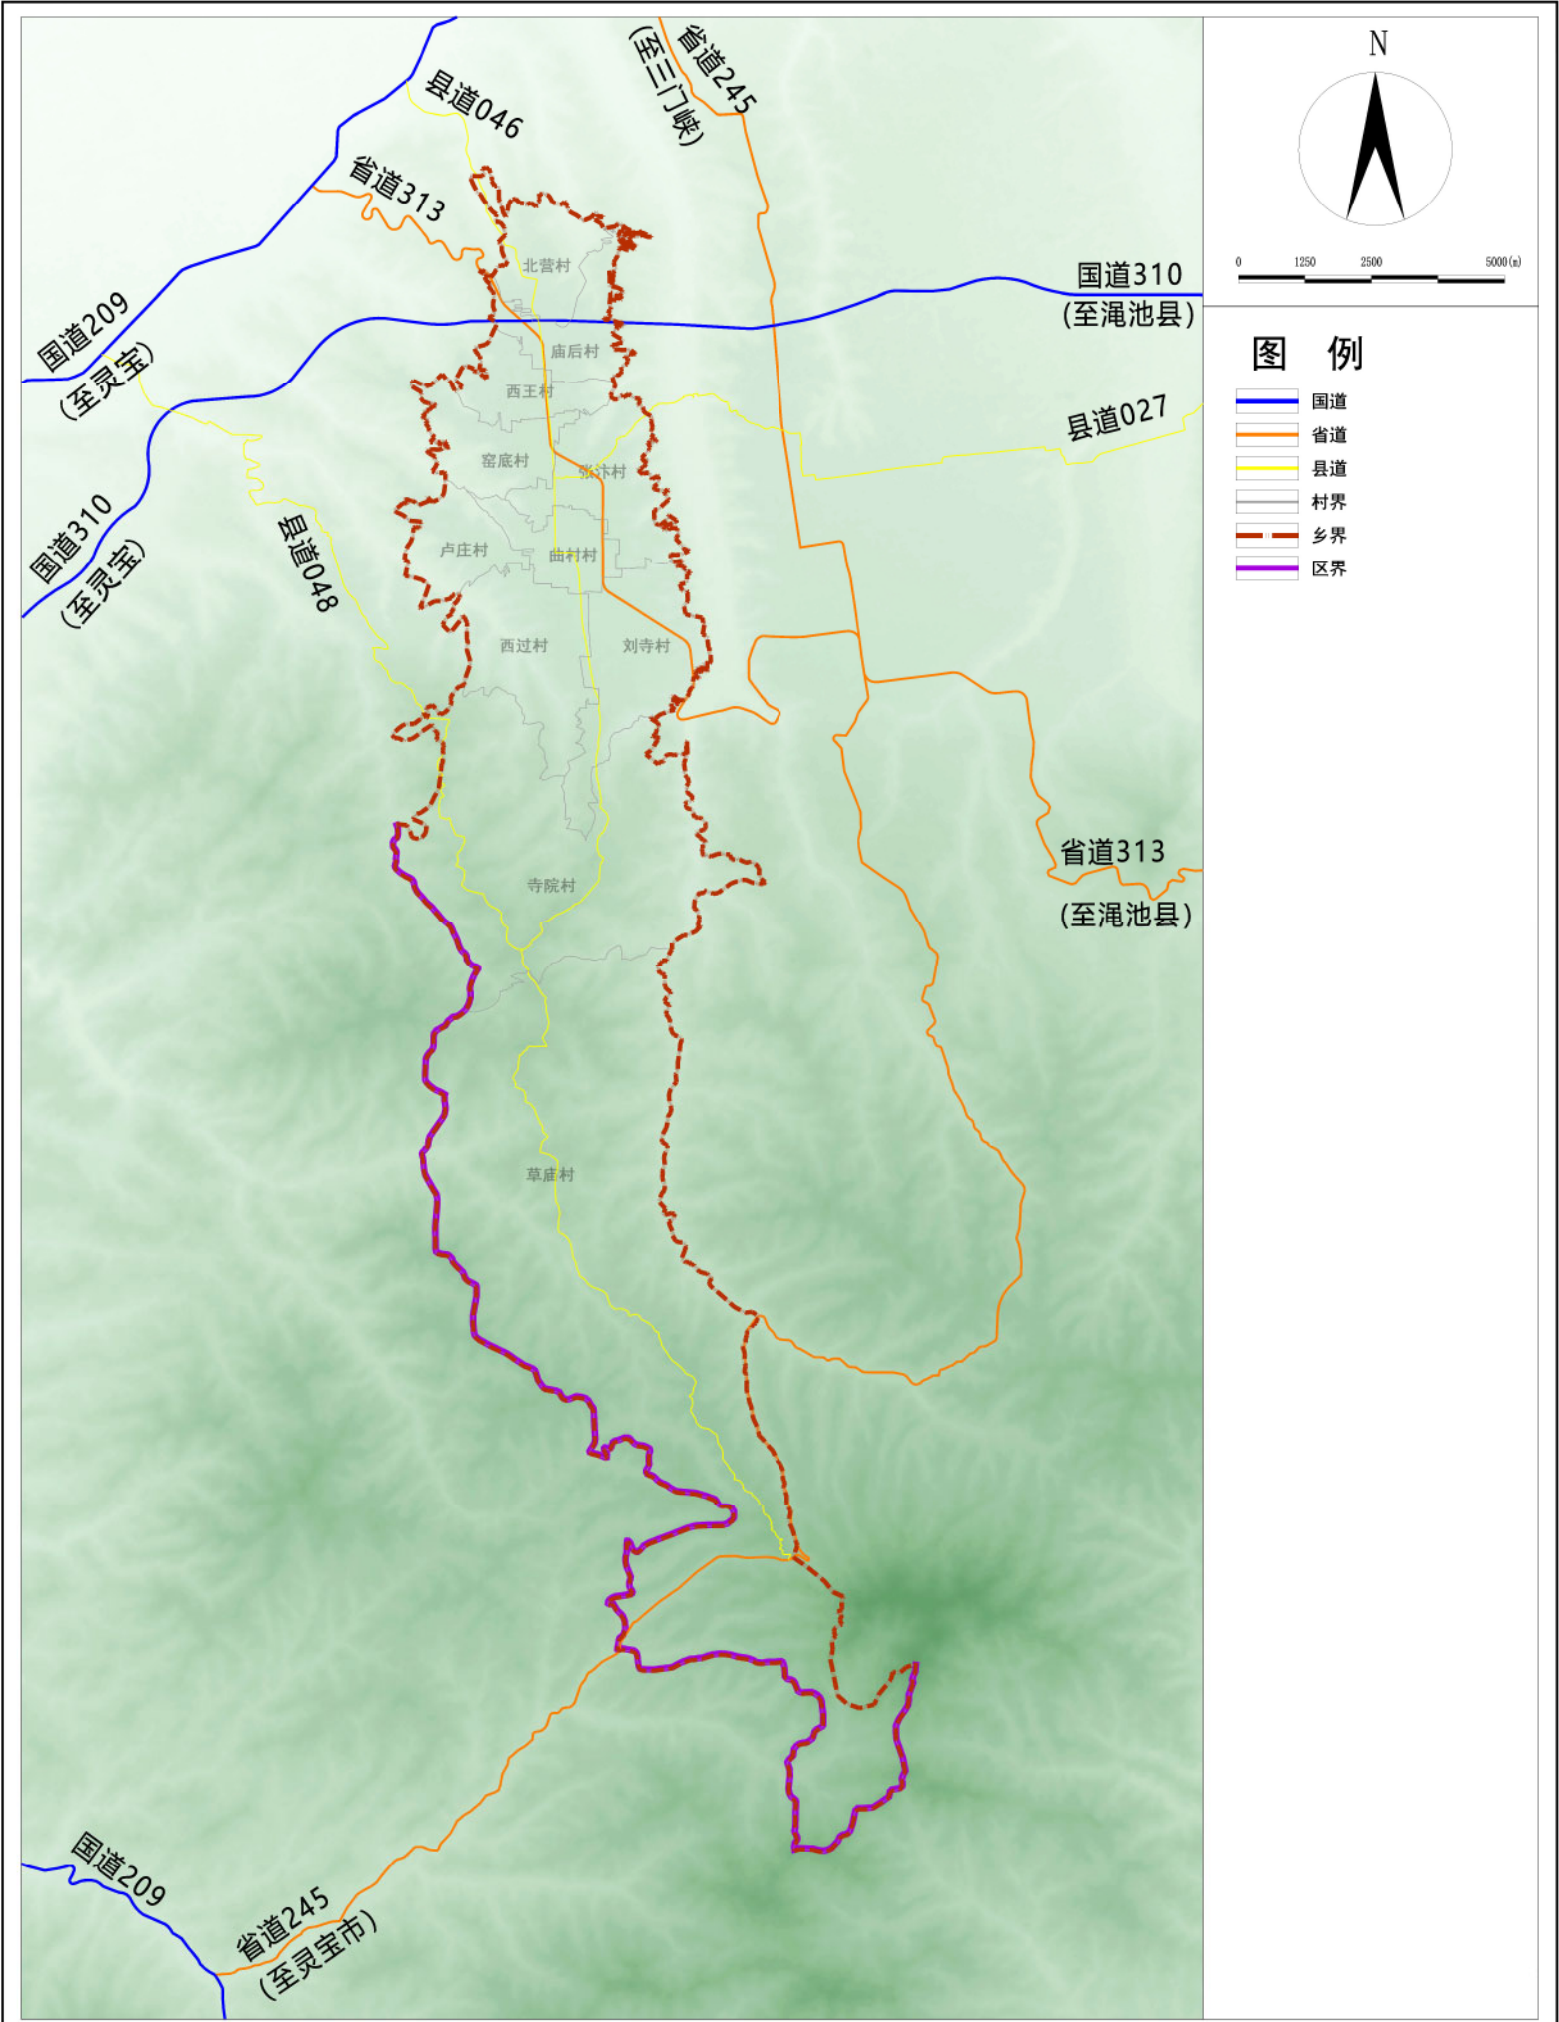 省道245
(至三门峡)
县道046
省道313
北营村
国道310
(至渑池县)
国道209
(至灵宝)
庙后村
西王村
县道027
窑底村
张汴村
国道310
(至灵宝)
县道048
卢庄村
曲村村
西过村
刘寺村
省道313
(至渑池县)
寺院村
草庙村
国道209
省道245
(至灵宝市)
N
0 1250 2500 5000(m)
图 例
国道
省道
县道
村界
乡界
区界